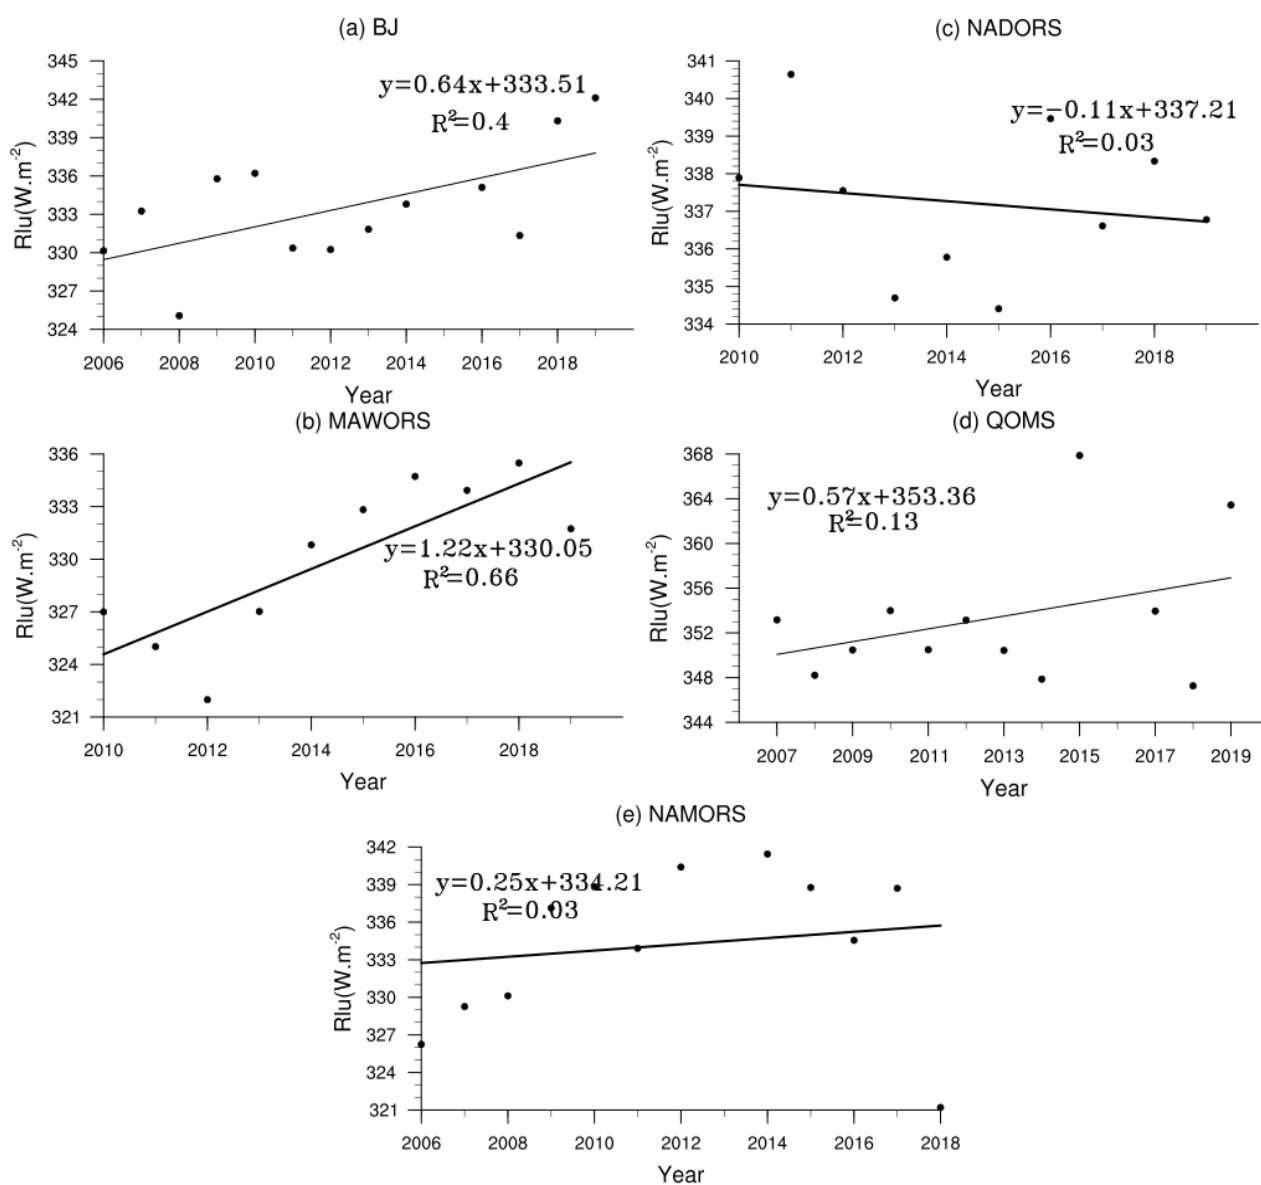 (a) BJ
Rlu(W.m⁻²)
345
342
339
336
333
330
327
324
y=0.64x+333.51
R²=0.4
2006 2008 2010 2012 2014 2016 2018
Year
(c) NADORS
Rlu(W.m⁻²)
341
340
339
338
337
336
335
334
y=−0.11x+337.21
R²=0.03
2010 2012 2014 2016 2018
Year
(b) MAWORS
Rlu(W.m⁻²)
336
333
330
327
324
321
y=1.22x+330.05
R²=0.66
2010 2012 2014 2016 2018
Year
(d) QOMS
Rlu(W.m⁻²)
368
364
360
356
352
348
344
y=0.57x+353.36
R²=0.13
2007 2009 2011 2013 2015 2017 2019
Year
(e) NAMORS
Rlu(W.m⁻²)
342
339
336
333
330
327
324
321
y=0.25x+334.21
R²=0.03
2006 2008 2010 2012 2014 2016 2018
Year